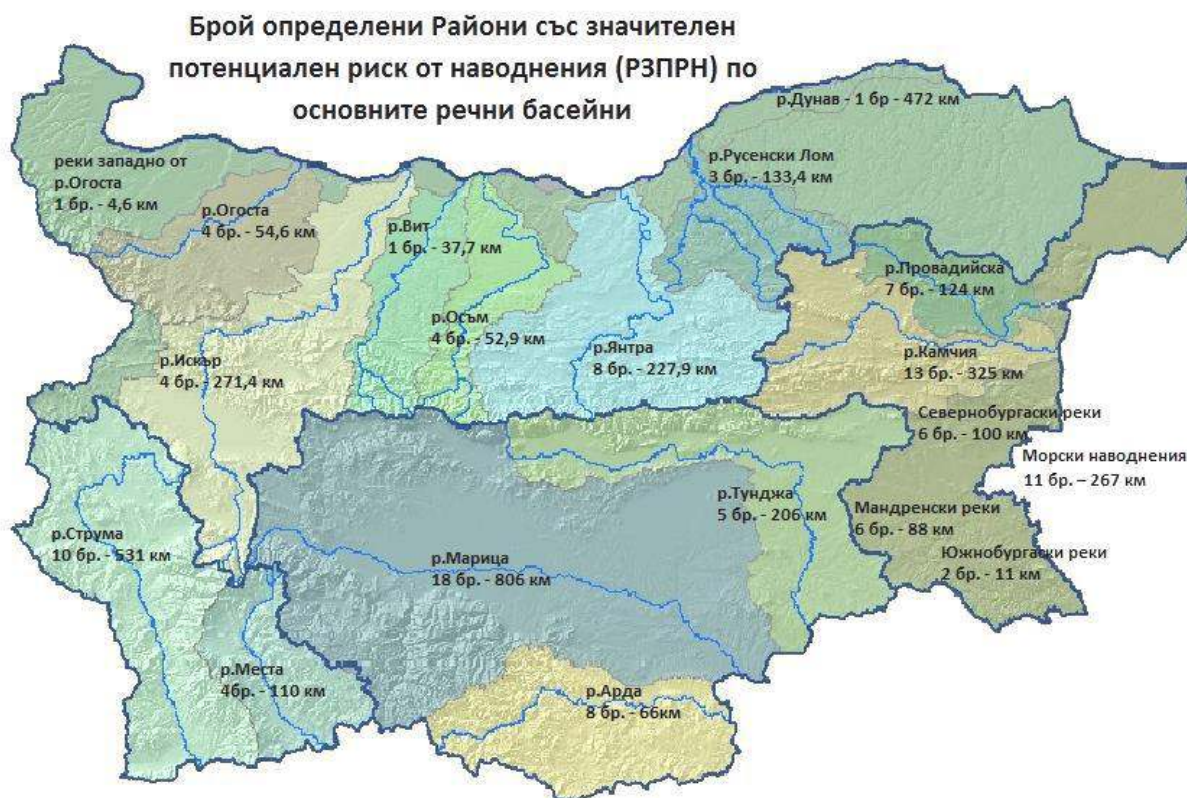 Брой определени Райони със значителен
потенциален риск от наводнения (РЗПРН) по
основните речни басейни
р.Дунав - 1 бр - 472 км
реки западно от
р.Огоста
1 бр. - 4,6 км
р.Огоста
4 бр. - 54,6 км
р.Вит
1 бр. - 37,7 км
р.Русенски Лом
3 бр. - 133,4 км
р.Провадийска
7 бр. - 124 км
р.Осъм
4 бр. - 52,9 км
р.Искър
4 бр. - 271,4 км
р.Янтра
8 бр. - 227,9 км
р.Камчия
13 бр. - 325 км
Севернобургаски реки
6 бр. - 100 км
Морски наводнения
11 бр. – 267 км
р.Тунджа
5 бр. - 206 км
Мандренски реки
6 бр. - 88 км
Южнобургаски реки
2 бр. - 11 км
р.Струма
10 бр. - 531 км
р.Марица
18 бр. - 806 км
р.Места
4бр. - 110 км
р.Арда
8 бр. - 66км